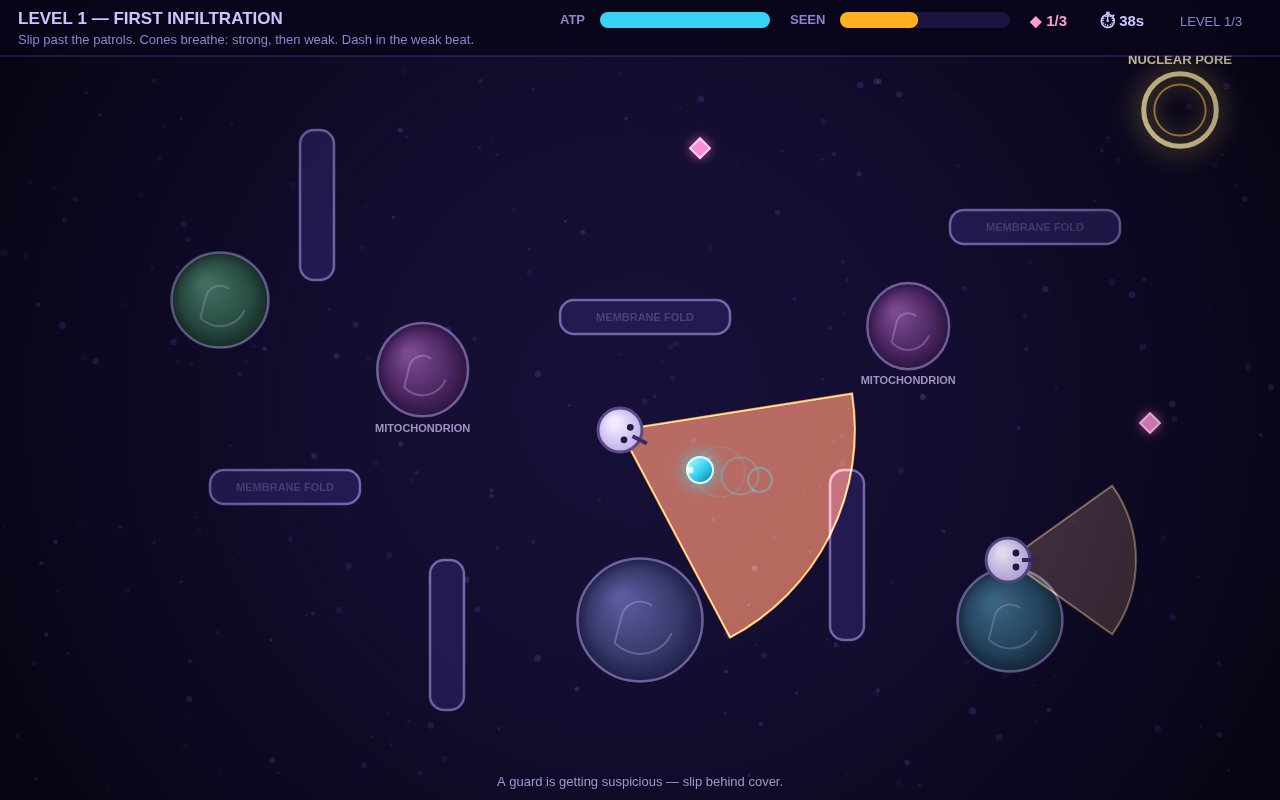 LEVEL 1 — FIRST INFILTRATION
Slip past the patrols. Cones breathe: strong, then weak. Dash in the weak beat.
ATP
SEEN
◆ 1/3
⏱ 38s
LEVEL 1/3
NUCLEAR PORE
MEMBRANE FOLD
MEMBRANE FOLD
MITOCHONDRION
MITOCHONDRION
MEMBRANE FOLD
A guard is getting suspicious — slip behind cover.